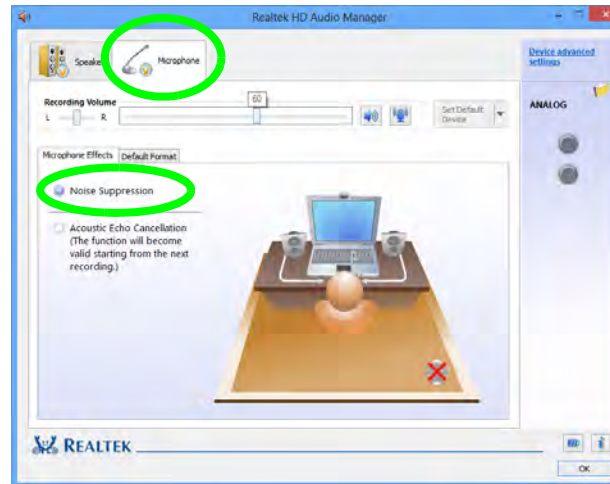 Realtek HD Audio Manager
Speake
Microphone
Device advanced
settings
Recording Volume
L
R
60
Set Default
Device
ANALOG
Microphone Effects
Default Format
Noise Suppression
Acoustic Echo Cancellation
(The function will become
valid starting from the next
recording.)
REALTEK
OK